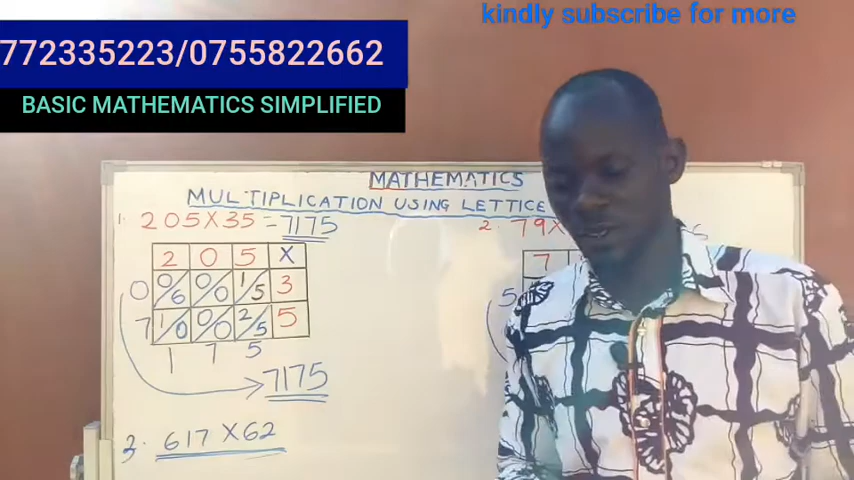 kindly subscribe for more
772335223/0755822662
BASIC MATHEMATICS SIMPLIFIED
MATHEMATICS
MULTIPLICATION USING LETTICE
1. 205X35 = 7175
2. 79X
2 0 5 X
7
0 0/6 0/0 1/5 3
5
7 1/0 0/0 2/5 5
1 7 5
7175
3. 617 X 62